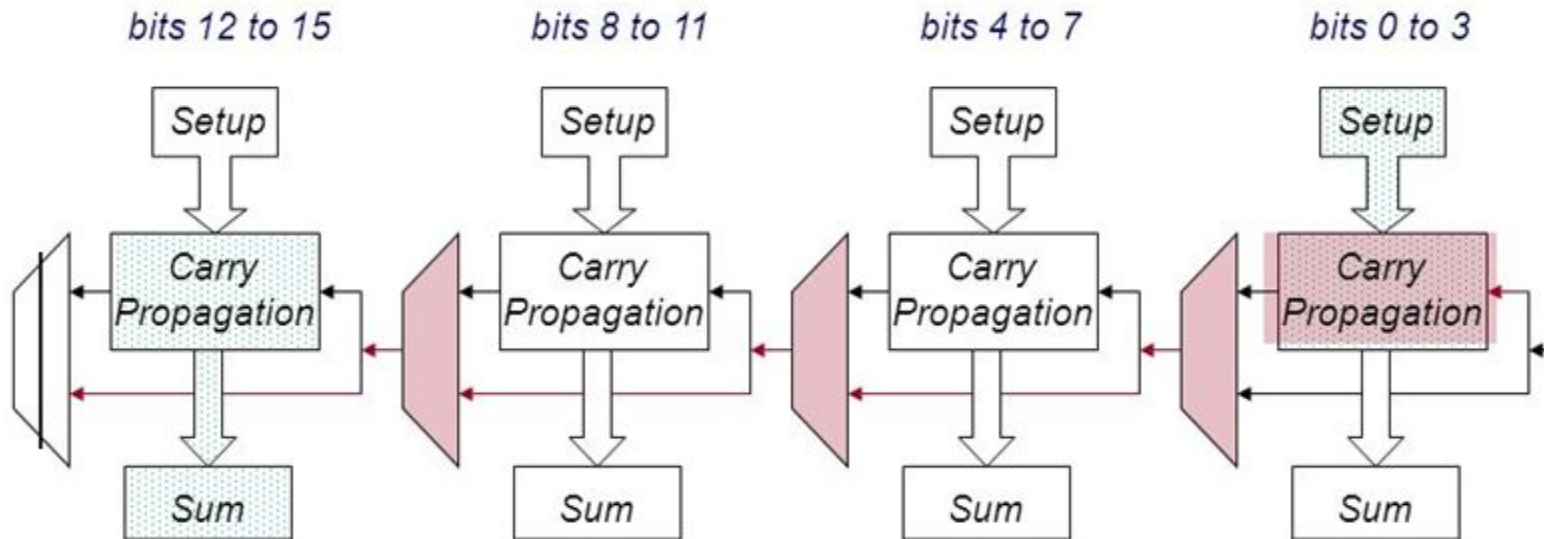 bits 12 to 15
bits 8 to 11
bits 4 to 7
bits 0 to 3
Setup
Setup
Setup
Setup
Carry
Propagation
Carry
Propagation
Carry
Propagation
Carry
Propagation
Sum
Sum
Sum
Sum